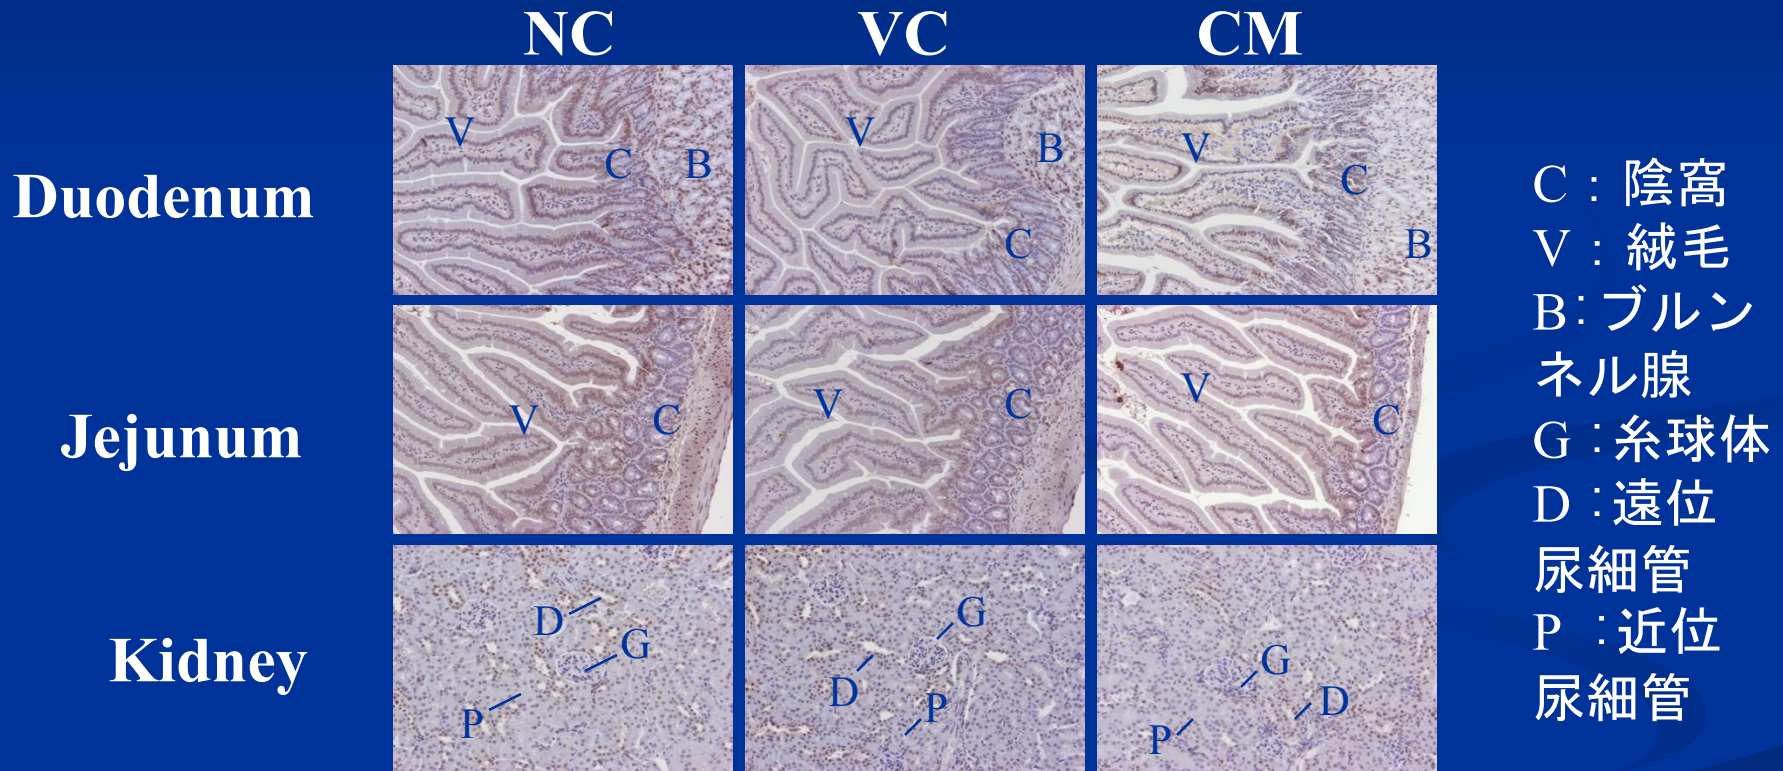 NC VC CM
Duodenum
V C B
V B C
V C B
Jejunum
V C
V C
V C
Kidney
D G P
G D P
G D P
C：陰窩
V：絨毛
B：ブルン
ネル腺
G：糸球体
D：遠位
尿細管
P：近位
尿細管